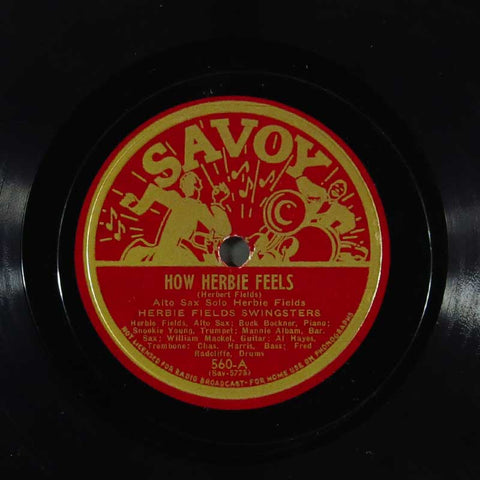 SAVOY
HOW HERBIE FEELS
(Herbert Fields)
Alto Sax Solo Herbie Fields
HERBIE FIELDS SWINGSTERS
Herbie Fields, Alto Sax; Buck Bockner, Piano;
Snookie Young, Trumpet; Mannie Albam, Bar.
Sax; William Mackel, Guitar; Al Hayes,
Trombone; Chas. Harris, Bass; Fred
Radcliffe, Drums
560-A
(Sav-5778)
NOT LICENSED FOR RADIO BROADCAST - FOR HOME USE ON PHONOGRAPHS